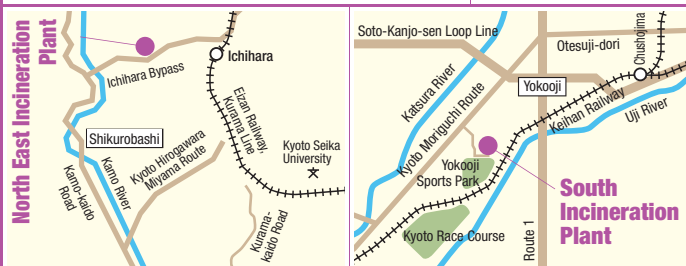 North East Incineration
Plant
Ichihara
Ichihara Bypass
Eizan Railway,
Kurama Line
Shikurobashi
Kyoto Hirogawara
Miyama Route
Kyoto Seika
University
Kamo-kaido
Road
Kamo River
Kurama-
kaido Road
Soto-Kanjo-sen Loop Line
Otesuji-dori
Chushojima
Katsura River
Yokooji
Kyoto Moriguchi Route
Keihan Railway
Uji River
Yokooji
Sports Park
South
Incineration
Plant
Kyoto Race Course
Route 1